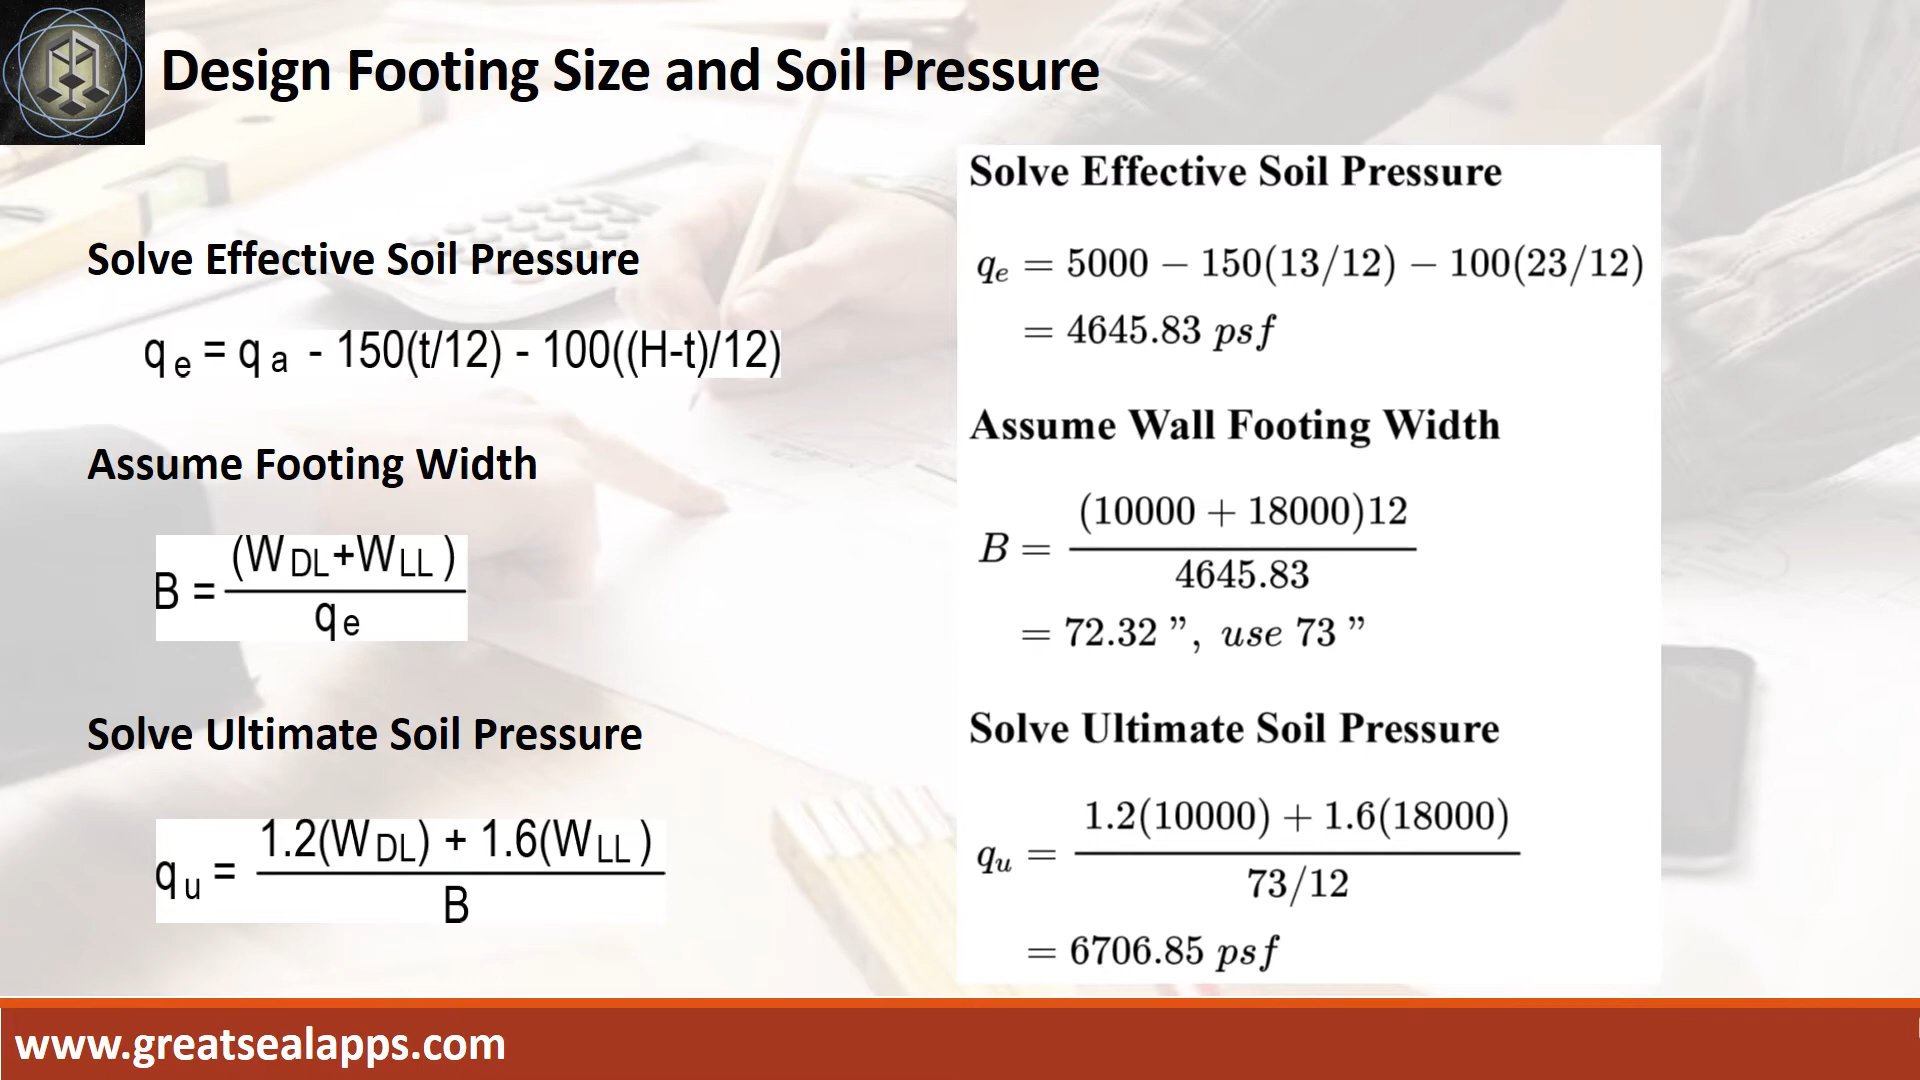 Design Footing Size and Soil Pressure
Solve Effective Soil Pressure
q e = q a - 150(t/12) - 100((H-t)/12)
Assume Footing Width
B = (W DL+W LL )
q e
Solve Ultimate Soil Pressure
q u = 1.2(W DL) + 1.6(W LL )
B
Solve Effective Soil Pressure
qe = 5000 − 150(13/12) − 100(23/12)
= 4645.83 psf
Assume Wall Footing Width
B = (10000 + 18000)12
4645.83
= 72.32 ”, use 73 ”
Solve Ultimate Soil Pressure
qu = 1.2(10000) + 1.6(18000)
73/12
= 6706.85 psf
www.greatsealapps.com